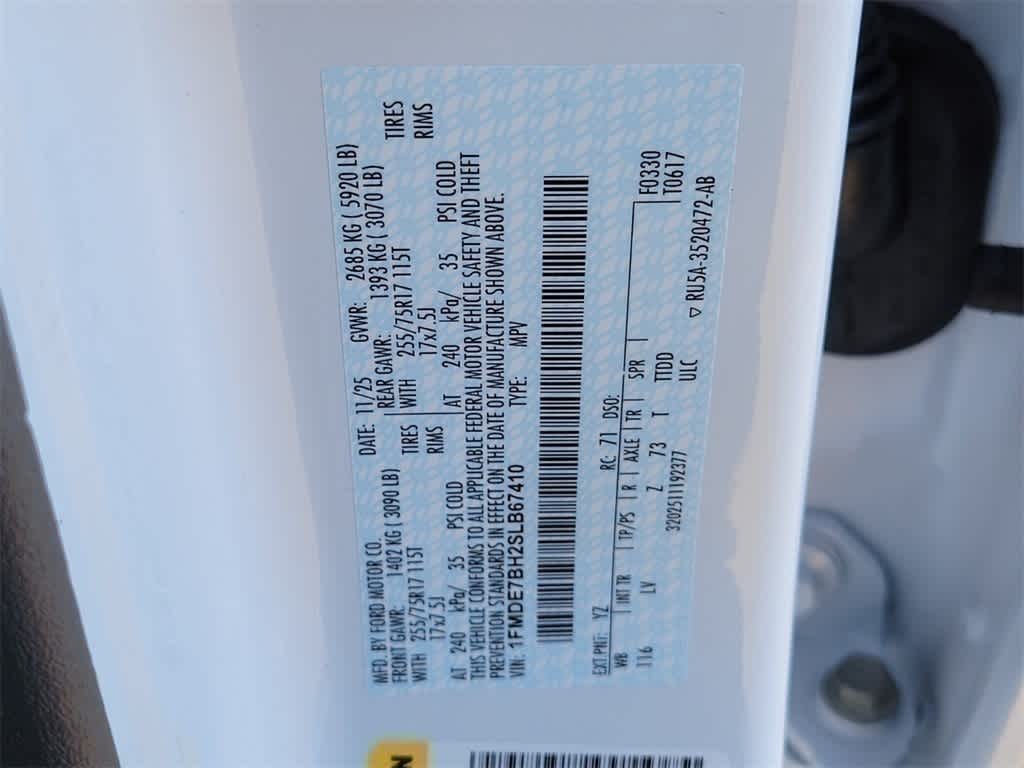 MFD. BY FORD MOTOR CO. DATE: 11/25 GVWR: 2685 KG ( 5920 LB)
FRONT GAWR: 1402 KG ( 3090 LB) REAR GAWR: 1393 KG ( 3070 LB)
WITH 255/75R17 115T TIRES WITH 255/75R17 115T TIRES
17x7.5J RIMS 17x7.5J RIMS
AT 240 kPa/ 35 PSI COLD AT 240 kPa/ 35 PSI COLD
THIS VEHICLE CONFORMS TO ALL APPLICABLE FEDERAL MOTOR VEHICLE SAFETY AND THEFT
PREVENTION STANDARDS IN EFFECT ON THE DATE OF MANUFACTURE SHOWN ABOVE.
VIN: 1FMDE7BH2SLB67410 TYPE: MPV
EXT PNT: YZ RC: 71 DSO:
WB | INT TR | TP/PS | R | AXLE | TR | SPR | F0330
116 LV Z 73 T TTDD T0617
3202511192377 ULC
▽ RU5A-3520472-AB